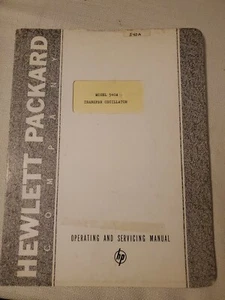 HEWLETT PACKARD
COMPANY
TRANSFER OSCILLATOR
OPERATING AND SERVICING MANUAL
hp